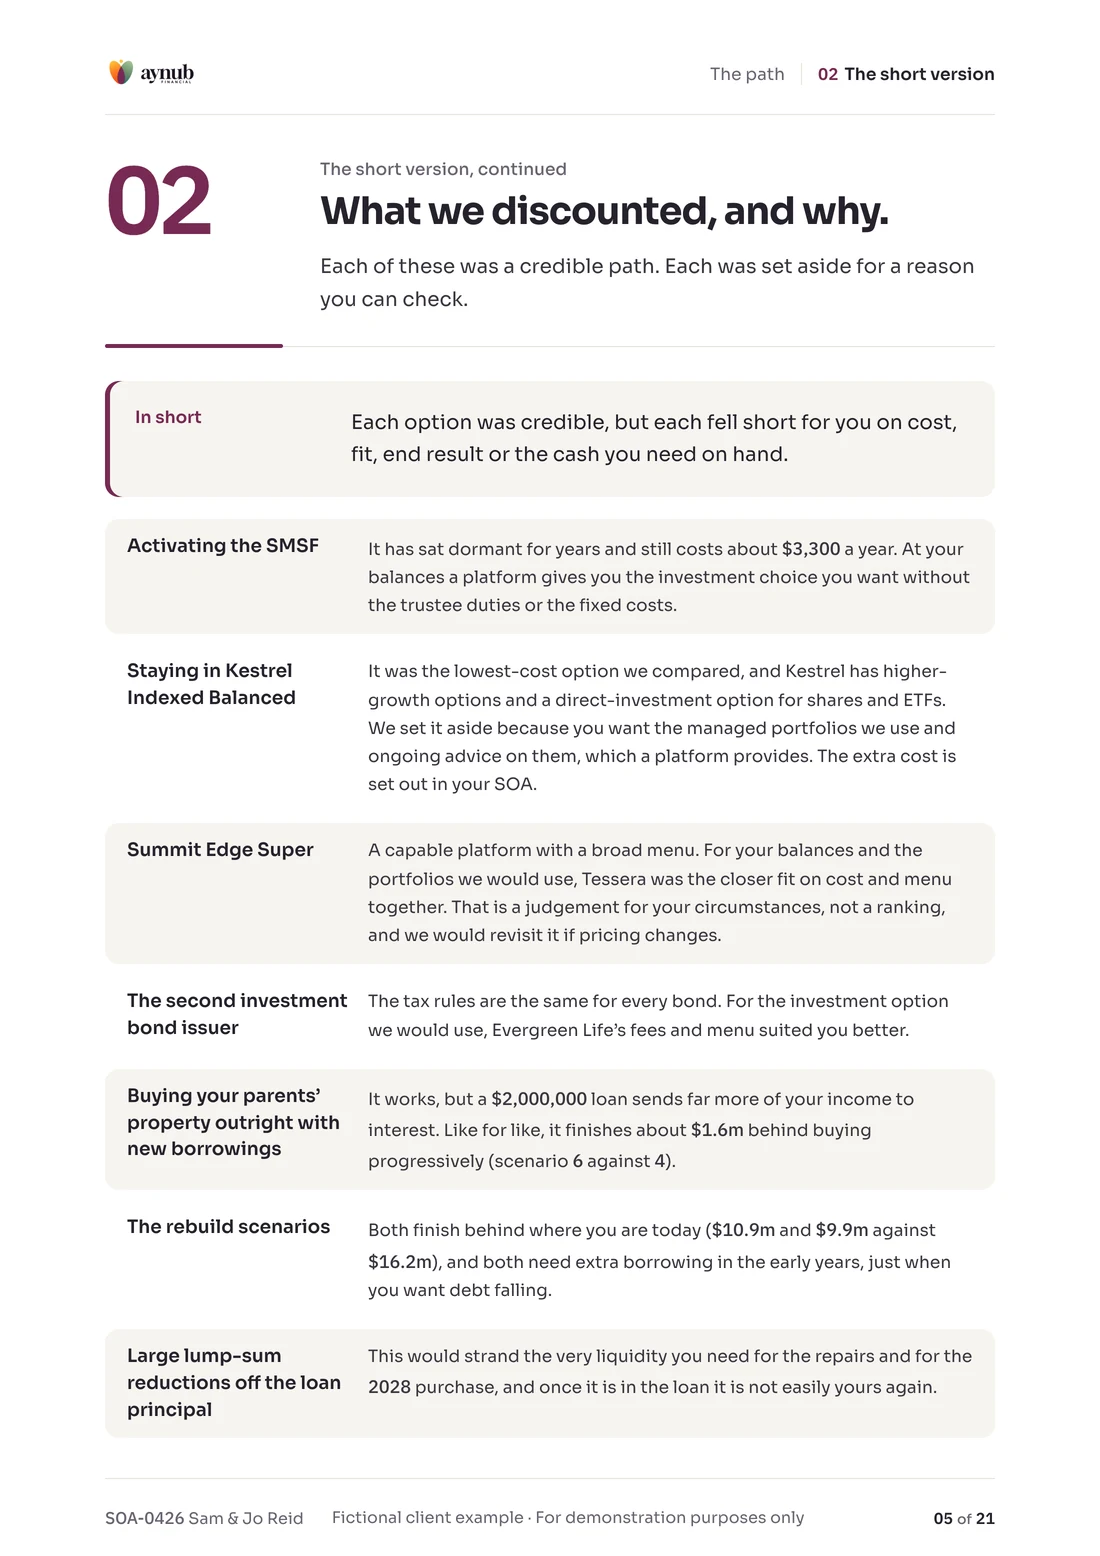 aynub
FINANCIAL
The path
02 The short version
02
The short version, continued
What we discounted, and why.
Each of these was a credible path. Each was set aside for a reason
you can check.
In short
Each option was credible, but each fell short for you on cost,
fit, end result or the cash you need on hand.
Activating the SMSF
It has sat dormant for years and still costs about $3,300 a year. At your
balances a platform gives you the investment choice you want without
the trustee duties or the fixed costs.
Staying in Kestrel
Indexed Balanced
It was the lowest-cost option we compared, and Kestrel has higher-
growth options and a direct-investment option for shares and ETFs.
We set it aside because you want the managed portfolios we use and
ongoing advice on them, which a platform provides. The extra cost is
set out in your SOA.
Summit Edge Super
A capable platform with a broad menu. For your balances and the
portfolios we would use, Tessera was the closer fit on cost and menu
together. That is a judgement for your circumstances, not a ranking,
and we would revisit it if pricing changes.
The second investment
bond issuer
The tax rules are the same for every bond. For the investment option
we would use, Evergreen Life’s fees and menu suited you better.
Buying your parents’
property outright with
new borrowings
It works, but a $2,000,000 loan sends far more of your income to
interest. Like for like, it finishes about $1.6m behind buying
progressively (scenario 6 against 4).
The rebuild scenarios
Both finish behind where you are today ($10.9m and $9.9m against
$16.2m), and both need extra borrowing in the early years, just when
you want debt falling.
Large lump-sum
reductions off the loan
principal
This would strand the very liquidity you need for the repairs and for the
2028 purchase, and once it is in the loan it is not easily yours again.
SOA-0426 Sam & Jo Reid
Fictional client example · For demonstration purposes only
05 of 21